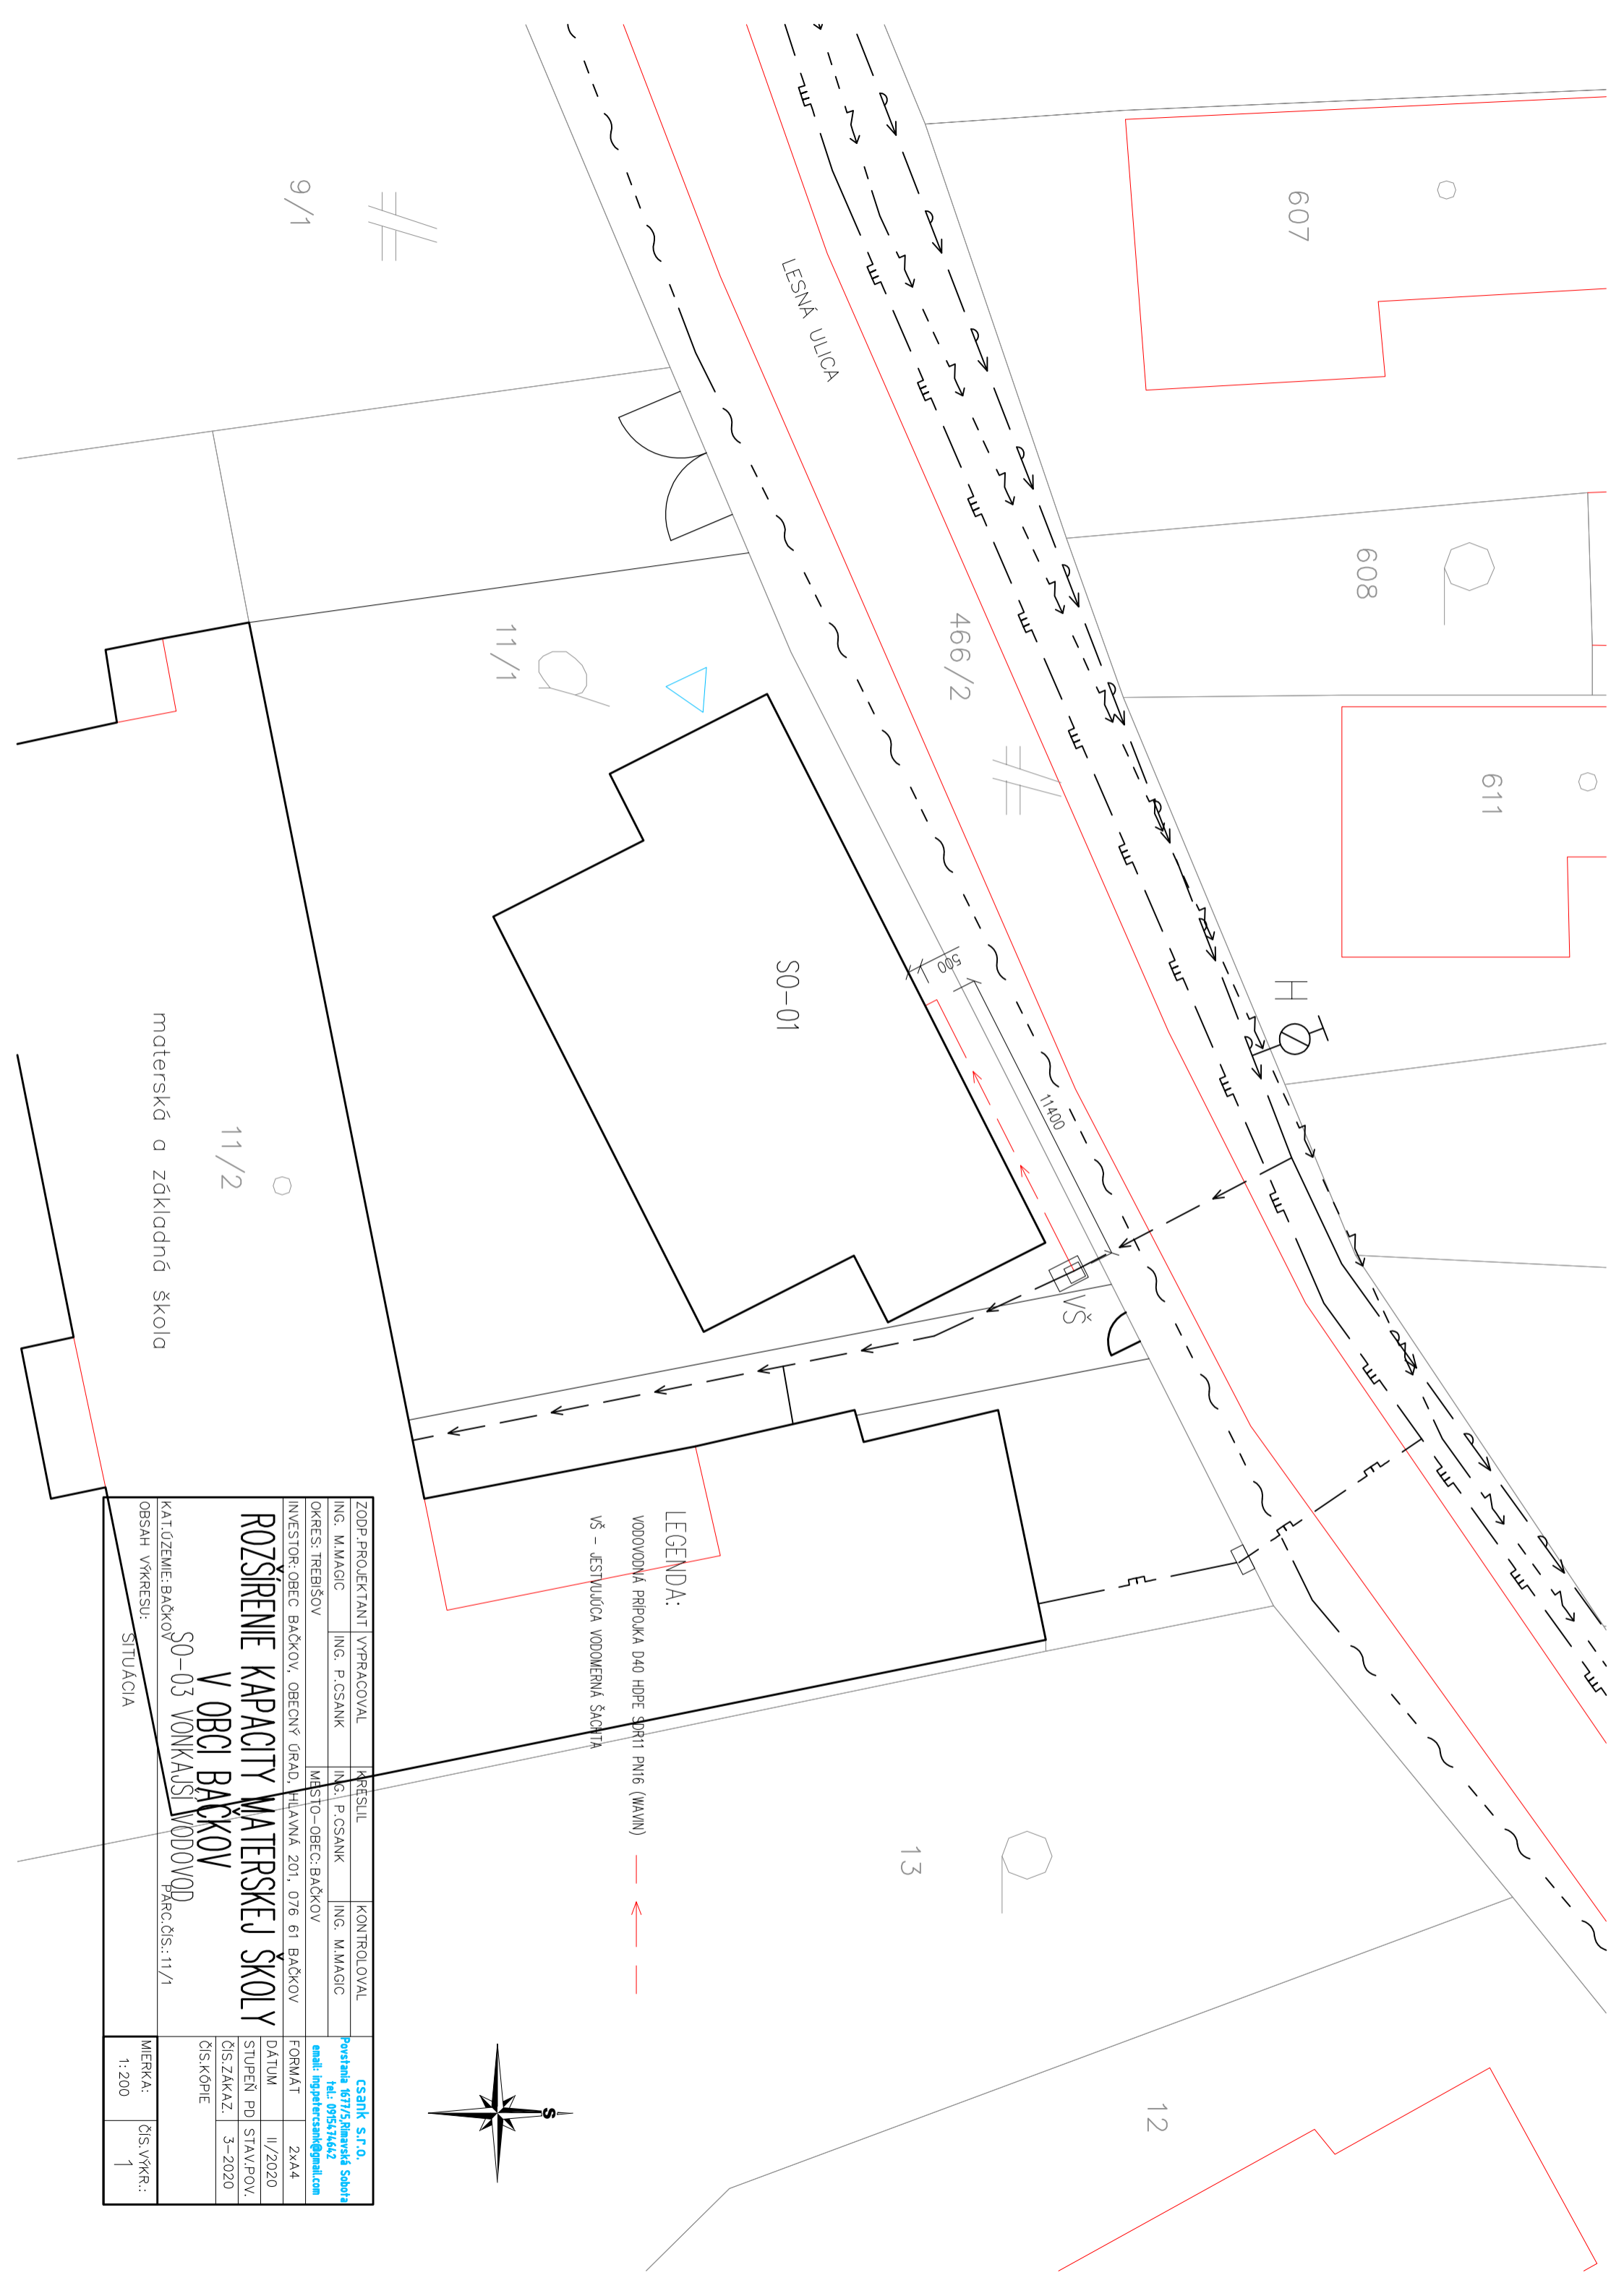 9/1
607
LESNÁ ULICA
608
466/2
11/1
611
SO-01
500
H
11400
VŠ
11/2
materská a základná škola
13
12
LEGENDA:
VODOVODNÁ PRÍPOJKA D40 HDPE SDR11 PN16 (WAVIN)
VŠ - JESTVUJÚCA VODOMERNÁ ŠACHTA
S
ZODP.PROJEKTANT VYPRACOVAL KRESLIL KONTROLOVAL
ING. M.MAGIC ING. P.CSANK ING. P.CSANK ING. M.MAGIC
OKRES: TREBIŠOV MESTO-OBEC: BAČKOV
INVESTOR: OBEC BAČKOV, OBECNÝ ÚRAD, HLAVNÁ 201, 076 61 BAČKOV
ROZŠÍRENIE KAPACITY MATERSKEJ ŠKOLY
V OBCI BAČKOV
SO-03 VONKAJŠÍ VODOVOD
KAT.ÚZEMIE: BAČKOV PARC.ČÍS.: 11/1
OBSAH VÝKRESU:
SITUÁCIA
csank s.r.o.
Povstania 1677/5,Rimavská Sobota
tel.: 0915474642
email: ing.petercsank@gmail.com
FORMÁT 2xA4
DÁTUM II/2020
STUPEŇ PD STAV.POV.
ČÍS.ZÁKAZ. 3-2020
ČÍS.KÓPIE
MIERKA: ČÍS.VÝKR.:
1:200 1